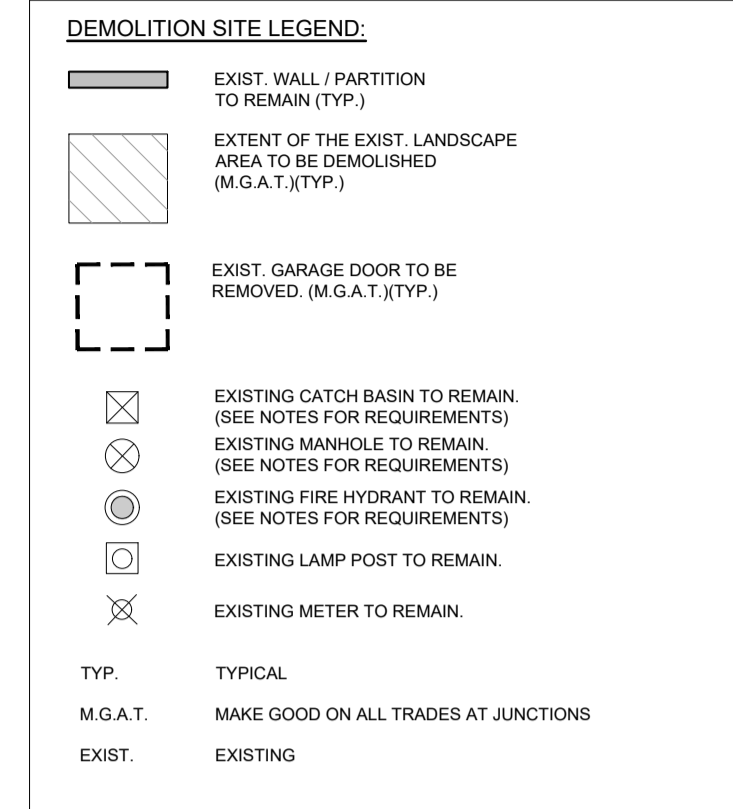 DEMOLITION SITE LEGEND:
EXIST. WALL / PARTITION
TO REMAIN (TYP.)
EXTENT OF THE EXIST. LANDSCAPE
AREA TO BE DEMOLISHED
(M.G.A.T.)(TYP.)
EXIST. GARAGE DOOR TO BE
REMOVED. (M.G.A.T.)(TYP.)
EXISTING CATCH BASIN TO REMAIN.
(SEE NOTES FOR REQUIREMENTS)
EXISTING MANHOLE TO REMAIN.
(SEE NOTES FOR REQUIREMENTS)
EXISTING FIRE HYDRANT TO REMAIN.
(SEE NOTES FOR REQUIREMENTS)
EXISTING LAMP POST TO REMAIN.
EXISTING METER TO REMAIN.
TYP. TYPICAL
M.G.A.T. MAKE GOOD ON ALL TRADES AT JUNCTIONS
EXIST. EXISTING